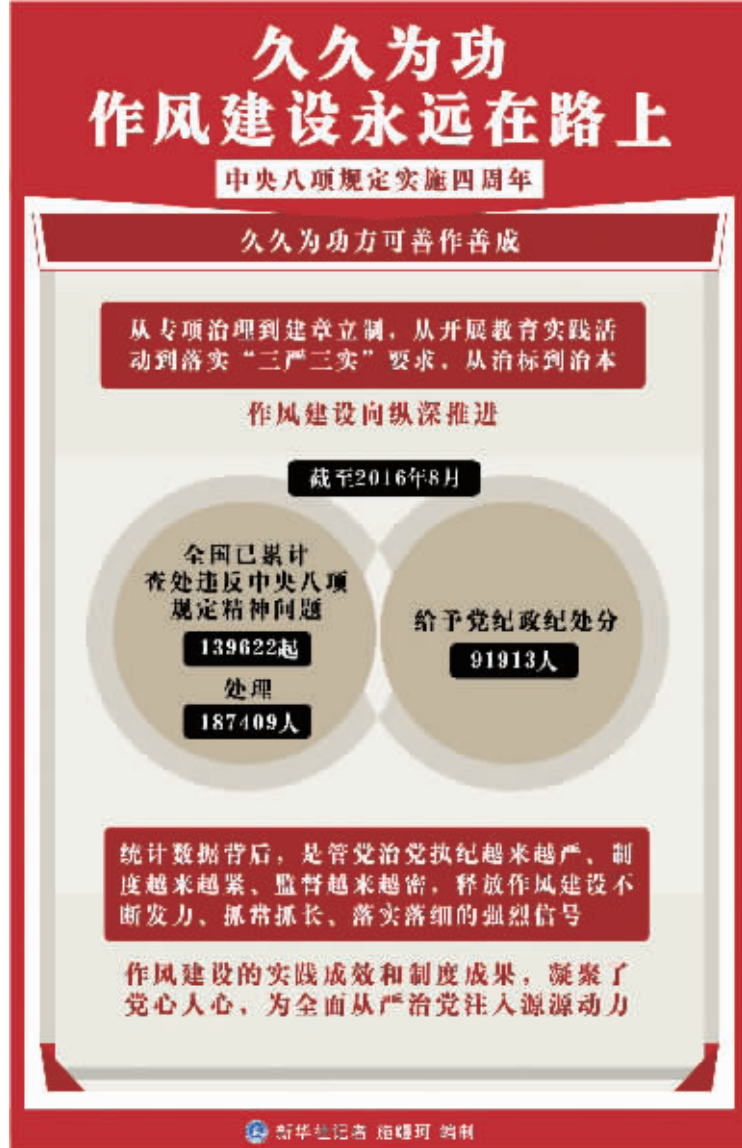 久久为功
作风建设永远在路上
中央八项规定实施四周年
久久为功方可善作善成
从专项治理到建章立制，从开展教育实践活
动到落实“三严三实”要求，从治标到治本
作风建设向纵深推进
截至2016年8月
全国已累计
查处违反中央八项
规定精神问题
139622起
处理
187409人
给予党纪政纪处分
91913人
统计数据背后，是管党治党执纪越来越严、制
度越来越紧、监督越来越密，释放作风建设不
断发力、抓常抓长、落实落细的强烈信号
作风建设的实践成效和制度成果，凝聚了
党心人心，为全面从严治党注入源源动力
新华社记者 施 珂 编制